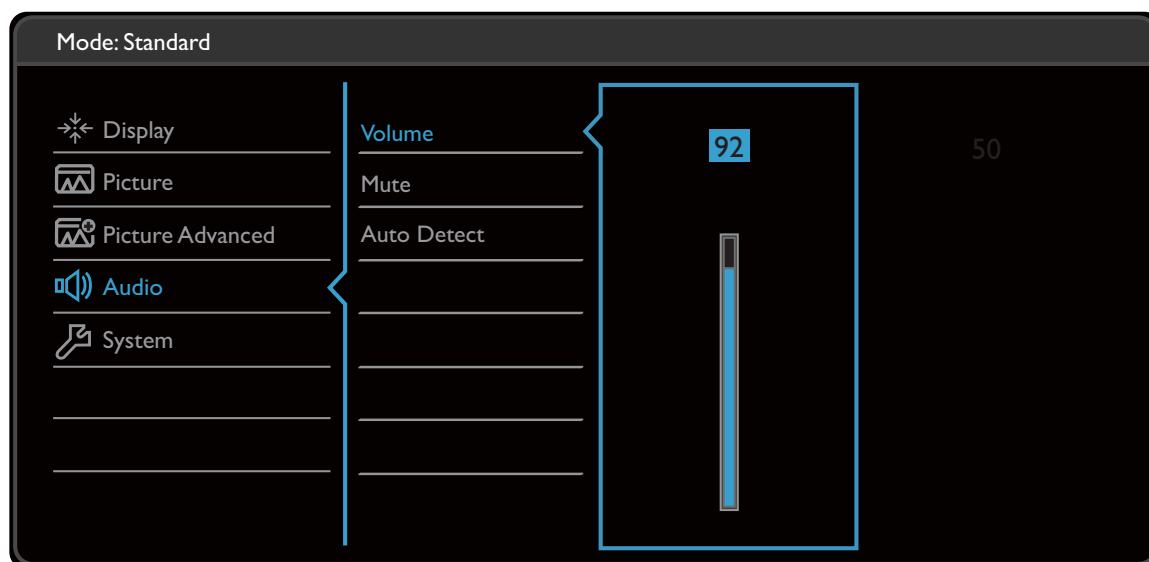 Mode: Standard
Display
Picture
Picture Advanced
Audio
System
Volume
Mute
Auto Detect
92
50